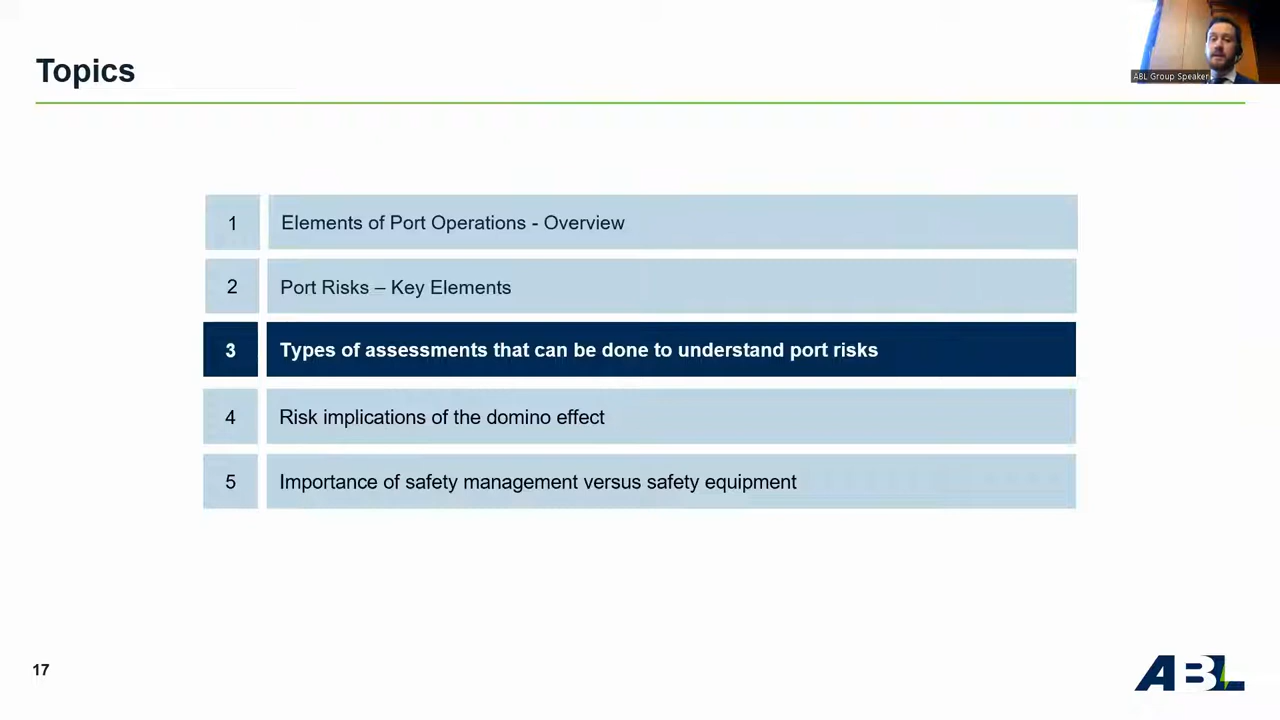 ABL Group Speaker
Topics
1 Elements of Port Operations - Overview
2 Port Risks – Key Elements
3 Types of assessments that can be done to understand port risks
4 Risk implications of the domino effect
5 Importance of safety management versus safety equipment
17
ABL